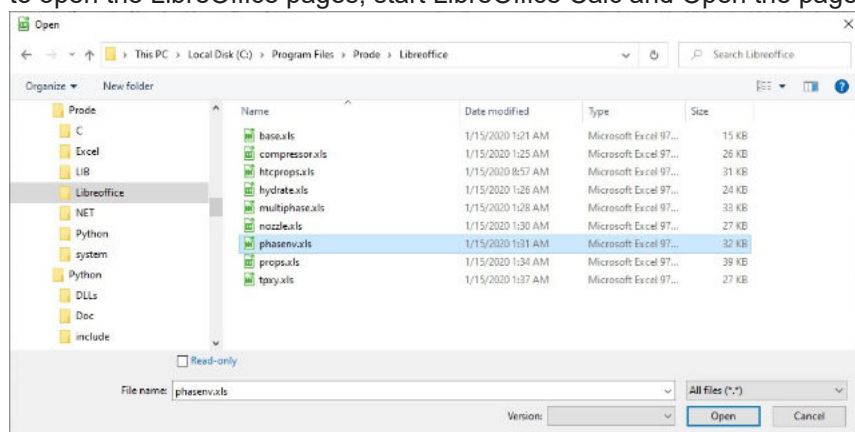 to open the LibreOffice pages, start LibreOffice Calc and Open the page
Open
This PC > Local Disk (C:) > Program Files > Prode > Libreoffice
Search Libreoffice
Organize New folder
Name Date modified Type Size
Prode
C
Excel
LIB
Libreoffice
NET
Python
system
Python
DLLs
Doc
include
base.xls 1/15/2020 1:21 AM Microsoft Excel 97... 15 KB
compressor.xls 1/15/2020 1:25 AM Microsoft Excel 97... 26 KB
htcprops.xls 1/15/2020 8:57 AM Microsoft Excel 97... 31 KB
hydrate.xls 1/15/2020 1:26 AM Microsoft Excel 97... 24 KB
multiphase.xls 1/15/2020 1:28 AM Microsoft Excel 97... 33 KB
nozzle.xls 1/15/2020 1:30 AM Microsoft Excel 97... 27 KB
phasenv.xls 1/15/2020 1:31 AM Microsoft Excel 97... 32 KB
props.xls 1/15/2020 1:34 AM Microsoft Excel 97... 39 KB
tpxy.xls 1/15/2020 1:37 AM Microsoft Excel 97... 27 KB
Read-only
File name: phasenv.xls All files (*.*)
Version: Open Cancel